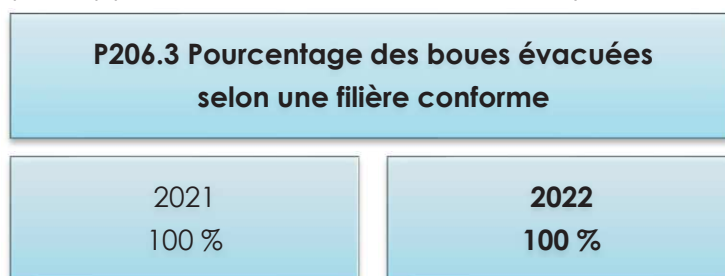 P206.3 Pourcentage des boues évacuées
selon une filière conforme
2021
100 %
2022
100 %